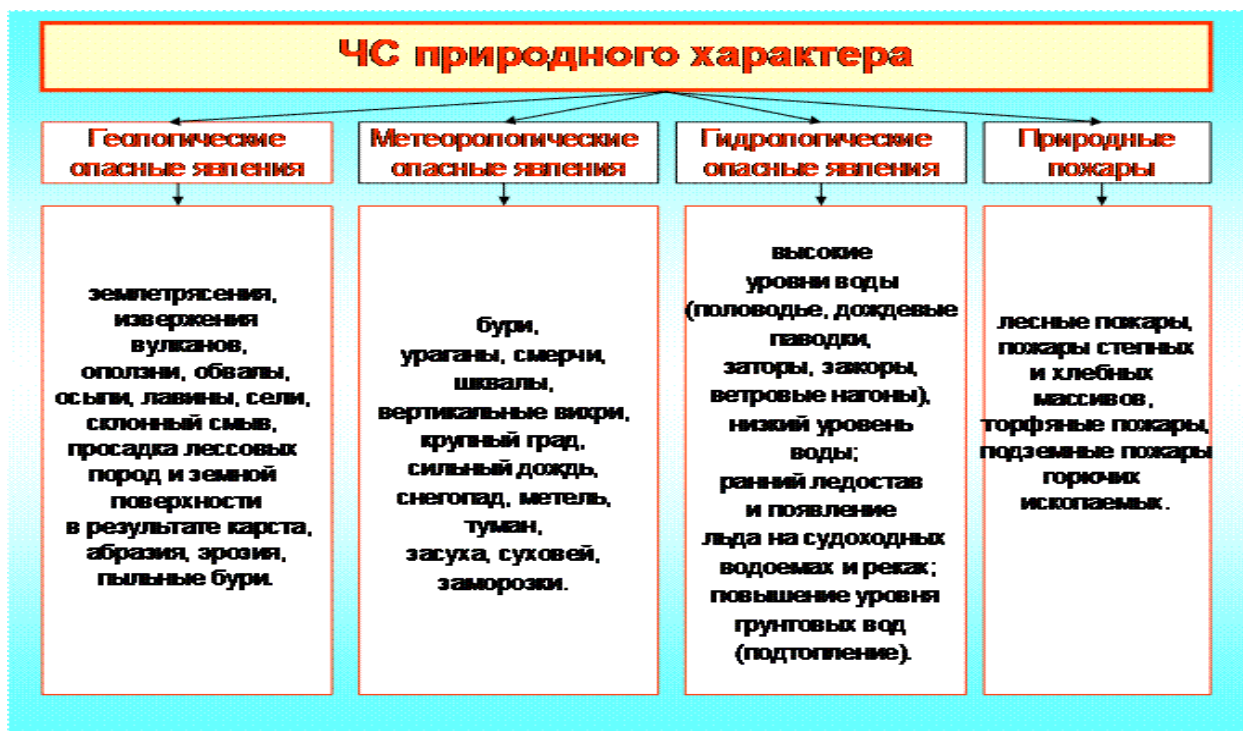 ЧС природного характера
Геологические
опасные явления
землетрясения,
извержения
вулканов,
оползни, обвалы,
осыпи, лавины, сели,
склонный смыв,
просадка лессовых
пород и земной
поверхности
в результате карста,
абразия, эрозия,
пыльные бури.
Метеорологические
опасные явления
бури,
ураганы, смерчи,
шквалы,
вертикальные вихри,
крупный град,
сильный дождь,
снегопад, метель,
туман,
засуха, суховей,
заморозки.
Гидрологические
опасные явления
высокие
уровни воды
(половодье, дождевые
паводки,
заторы, зажоры,
ветровые нагоны),
низкий уровень
воды;
ранний ледостав
и появление
льда на судоходных
водоемах и реках;
повышение уровня
грунтовых вод
(подтопление).
Природные
пожары
лесные пожары,
пожары степных
и хлебных
массивов,
торфяные пожары,
подземные пожары
горючих
ископаемых.